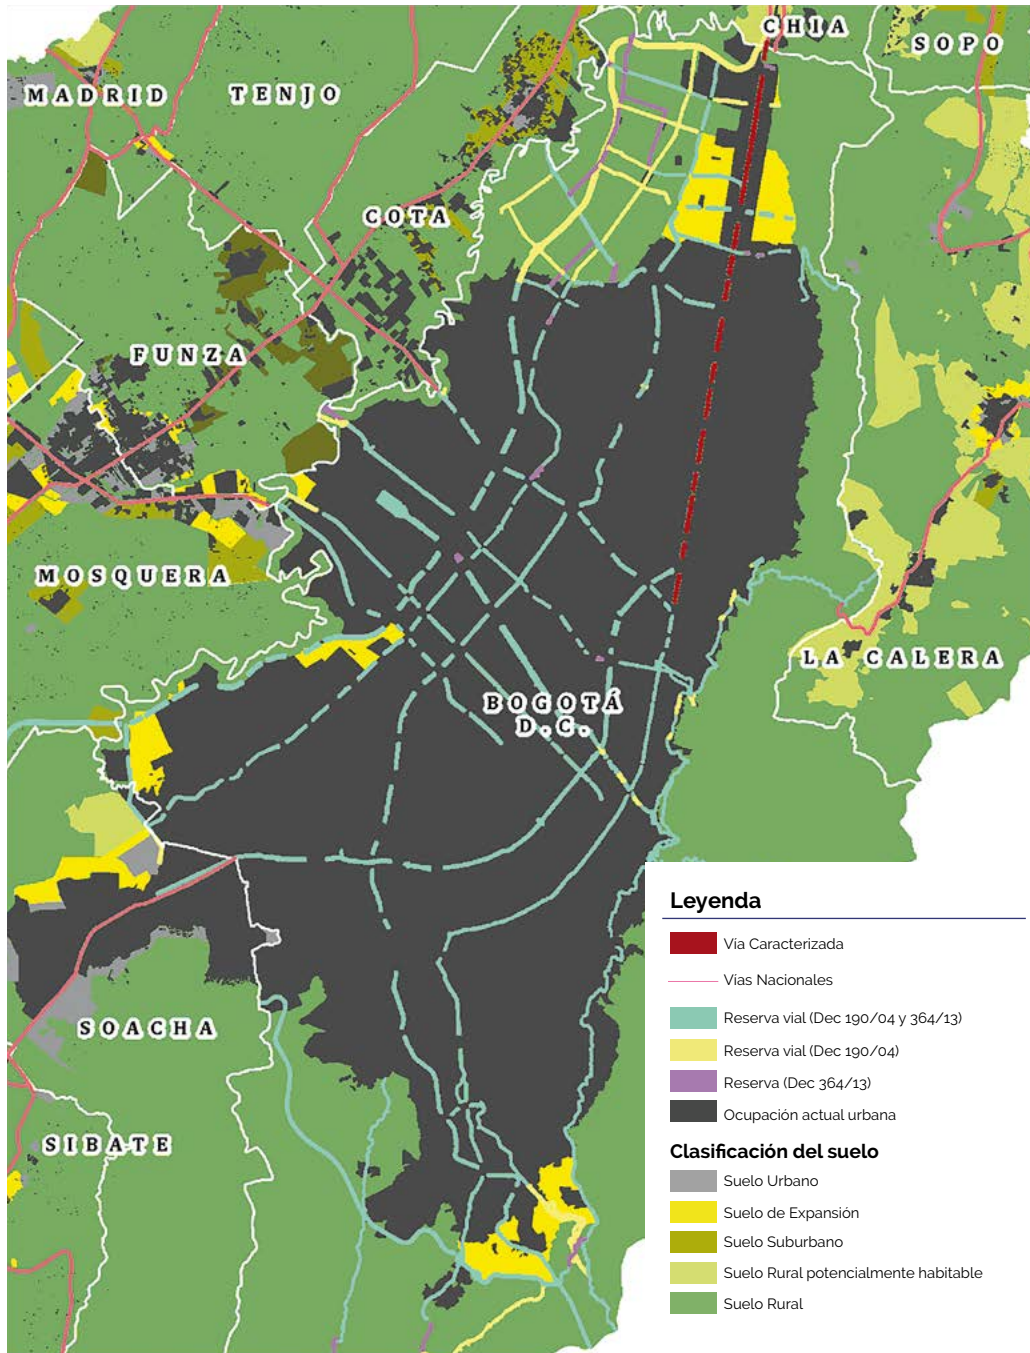 CHIA
SOPO
MADRID
TENJO
COTA
FUNZA
MOSQUERA
LA CALERA
BOGOTÁ
D.C.
SOACHA
SIBATE
Leyenda
Vía Caracterizada
Vías Nacionales
Reserva vial (Dec 190/04 y 364/13)
Reserva vial (Dec 190/04)
Reserva (Dec 364/13)
Ocupación actual urbana
Clasificación del suelo
Suelo Urbano
Suelo de Expansión
Suelo Suburbano
Suelo Rural potencialmente habitable
Suelo Rural